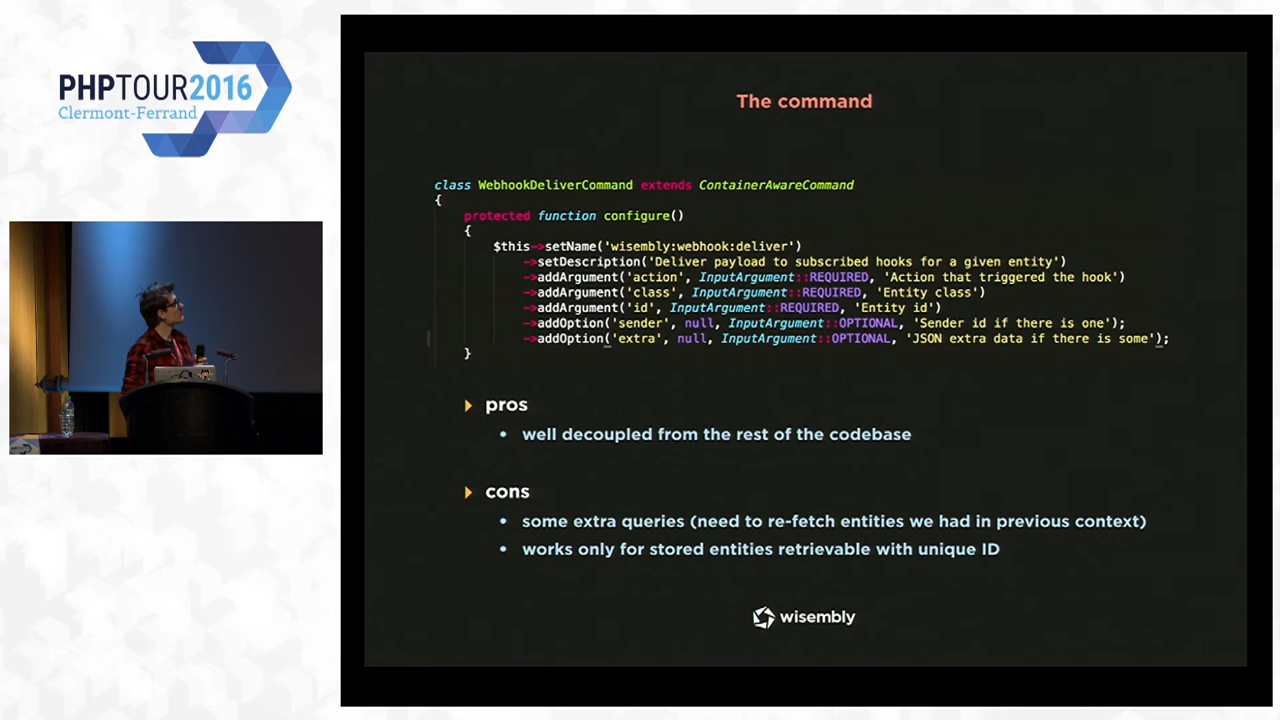 PHPTOUR2016
Clermont-Ferrand
The command
class WebhookDeliverCommand extends ContainerAwareCommand
{
protected function configure()
{
$this->setName('wisembly:webhook:deliver')
->setDescription('Deliver payload to subscribed hooks for a given entity')
->addArgument('action', InputArgument::REQUIRED, 'Action that triggered the hook')
->addArgument('class', InputArgument::REQUIRED, 'Entity class')
->addArgument('id', InputArgument::REQUIRED, 'Entity id')
->addOption('sender', null, InputArgument::OPTIONAL, 'Sender id if there is one');
->addOption('extra', null, InputArgument::OPTIONAL, 'JSON extra data if there is some');
}
pros
• well decoupled from the rest of the codebase
cons
• some extra queries (need to re-fetch entities we had in previous context)
• works only for stored entities retrievable with unique ID
wisembly